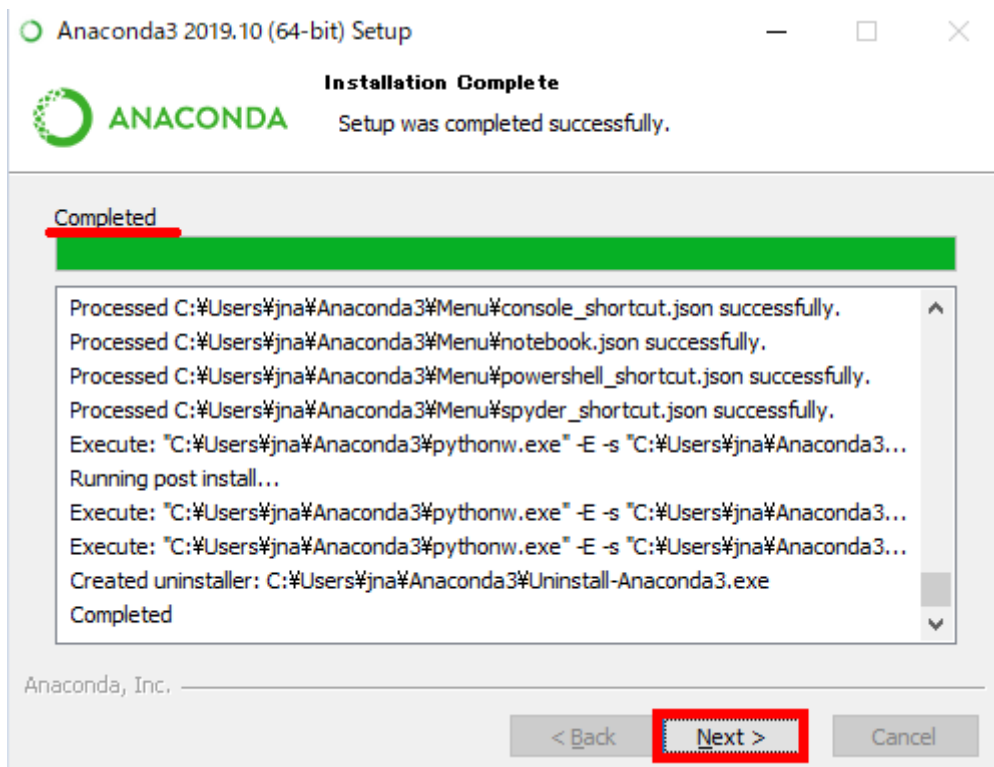 Anaconda3 2019.10 (64-bit) Setup
ANACONDA
Installation Complete
Setup was completed successfully.
Completed
Processed C:¥Users¥jna¥Anaconda3¥Menu¥console_shortcut.json successfully.
Processed C:¥Users¥jna¥Anaconda3¥Menu¥notebook.json successfully.
Processed C:¥Users¥jna¥Anaconda3¥Menu¥powershell_shortcut.json successfully.
Processed C:¥Users¥jna¥Anaconda3¥Menu¥spyder_shortcut.json successfully.
Execute: "C:¥Users¥jna¥Anaconda3¥pythonw.exe" -E -s "C:¥Users¥jna¥Anaconda3...
Running post install...
Execute: "C:¥Users¥jna¥Anaconda3¥pythonw.exe" -E -s "C:¥Users¥jna¥Anaconda3...
Execute: "C:¥Users¥jna¥Anaconda3¥pythonw.exe" -E -s "C:¥Users¥jna¥Anaconda3...
Created uninstaller: C:¥Users¥jna¥Anaconda3¥Uninstall-Anaconda3.exe
Completed
Anaconda, Inc.
< Back
Next >
Cancel